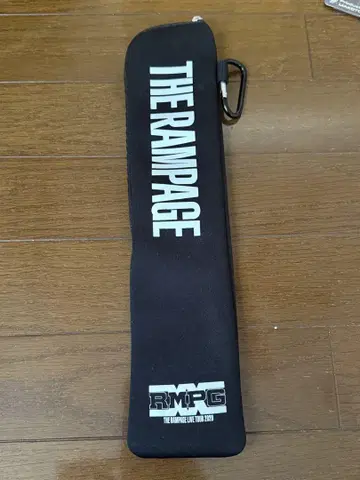 THE RAMPAGE
RMPG
THE RAMPAGE LIVE TOUR 2020